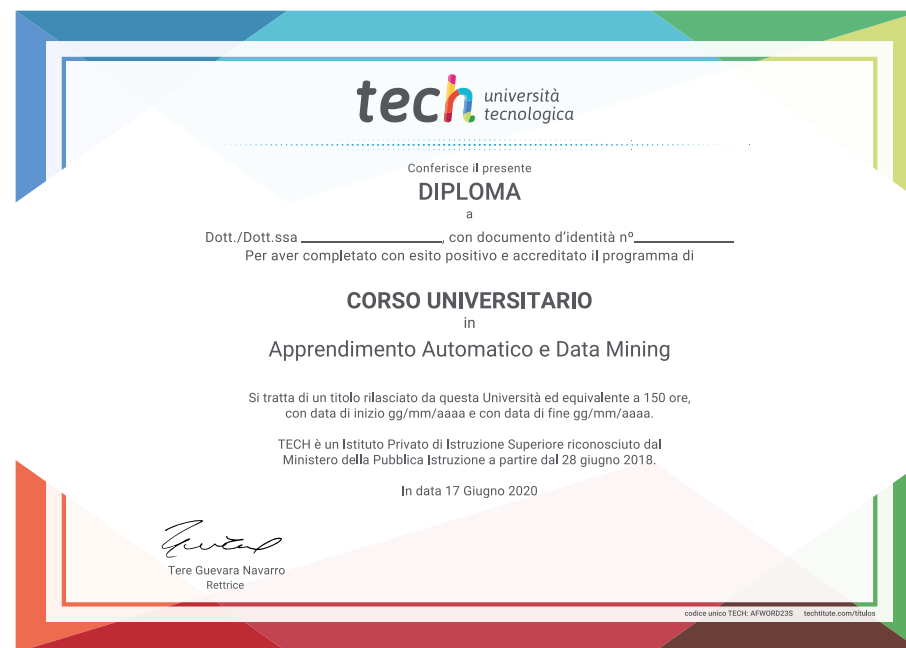 tech università
tecnologica
Conferisce il presente
DIPLOMA
a
Dott./Dott.ssa ____________________, con documento d'identità nº______________
Per aver completato con esito positivo e accreditato il programma di
CORSO UNIVERSITARIO
in
Apprendimento Automatico e Data Mining
Si tratta di un titolo rilasciato da questa Università ed equivalente a 150 ore,
con data di inizio gg/mm/aaaa e con data di fine gg/mm/aaaa.
TECH è un Istituto Privato di Istruzione Superiore riconosciuto dal
Ministero della Pubblica Istruzione a partire dal 28 giugno 2018.
In data 17 Giugno 2020
Tere Guevara Navarro
Rettrice
codice unico TECH: AFWORD23S techtitute.com/titulos